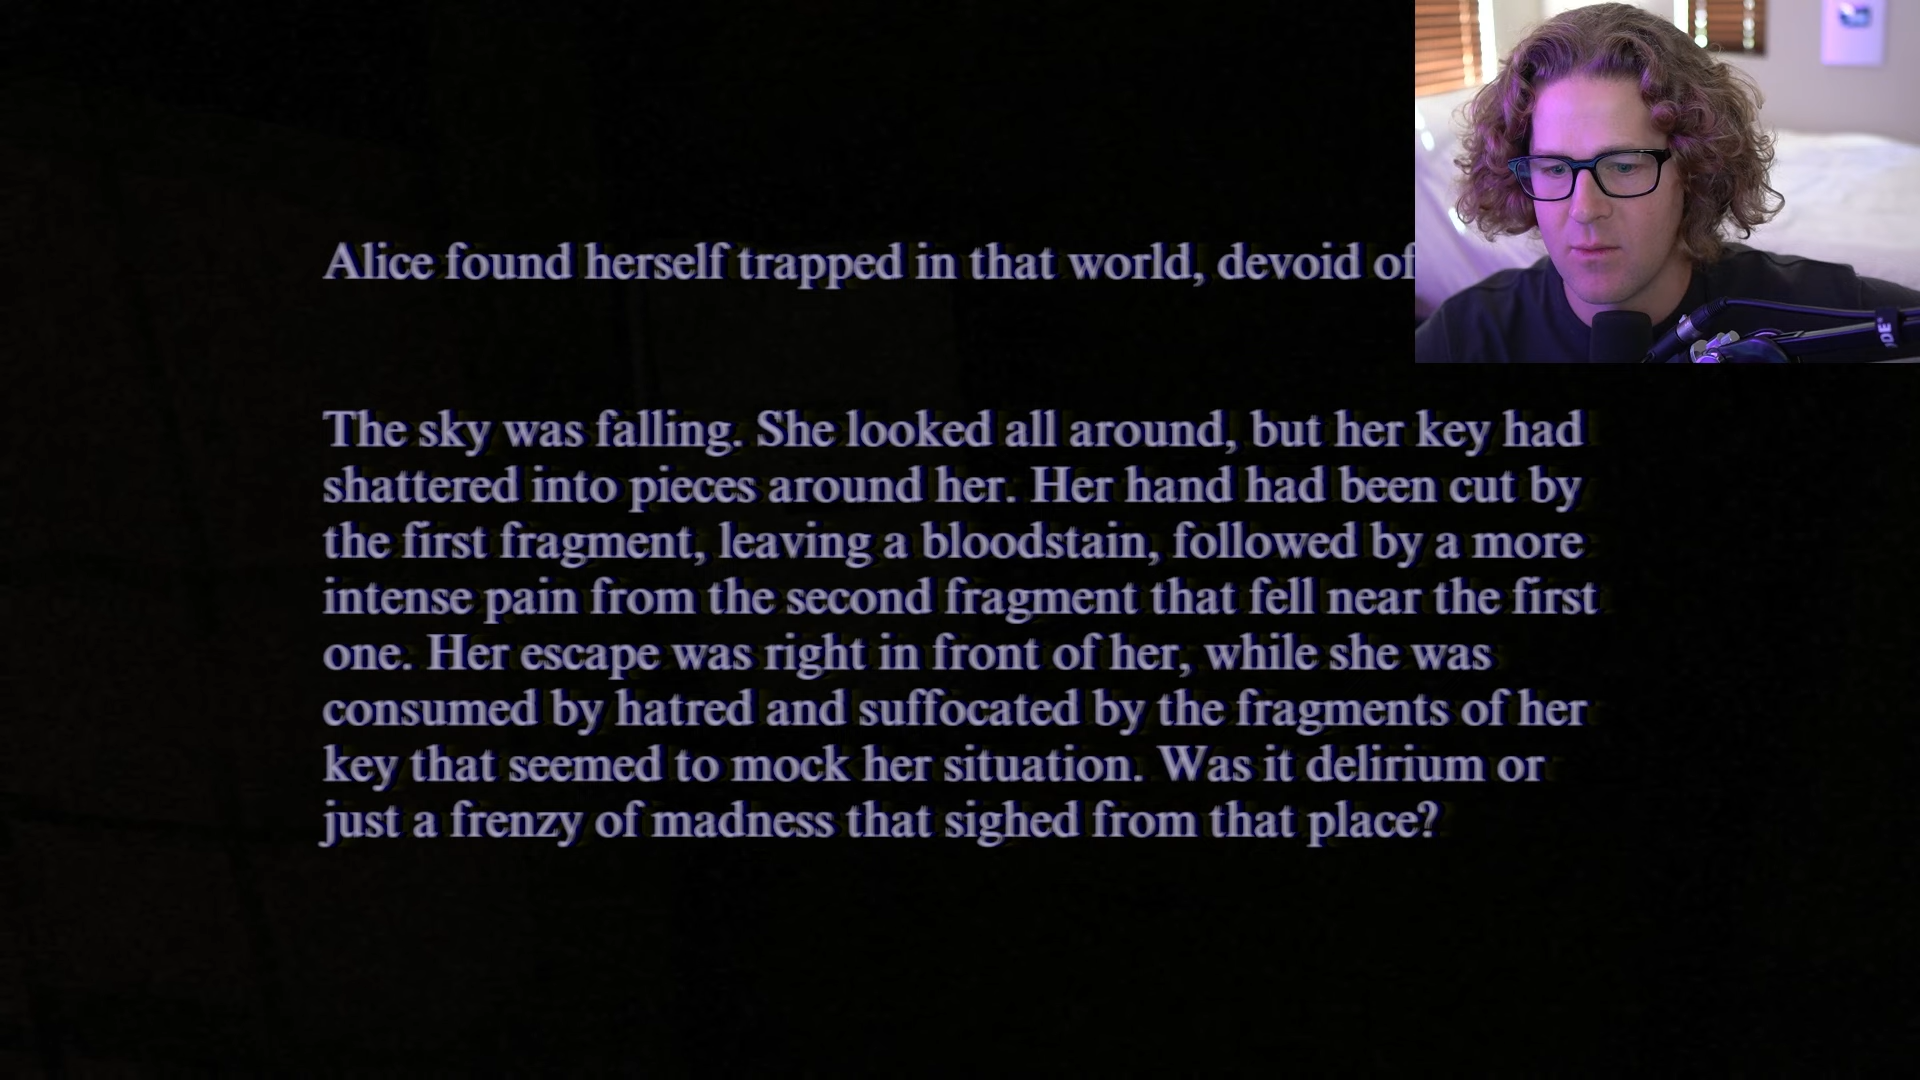 Alice found herself trapped in that world, devoid of
The sky was falling. She looked all around, but her key had
shattered into pieces around her. Her hand had been cut by
the first fragment, leaving a bloodstain, followed by a more
intense pain from the second fragment that fell near the first
one. Her escape was right in front of her, while she was
consumed by hatred and suffocated by the fragments of her
key that seemed to mock her situation. Was it delirium or
just a frenzy of madness that sighed from that place?